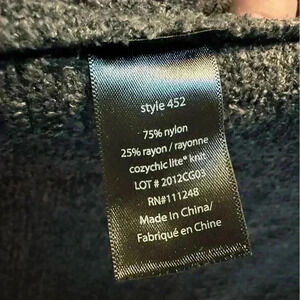 style 452
75% nylon
25% rayon / rayonne
cozychic lite® knit
LOT # 2012CG03
RN# 111248
Made In China/
Fabriqué en Chine